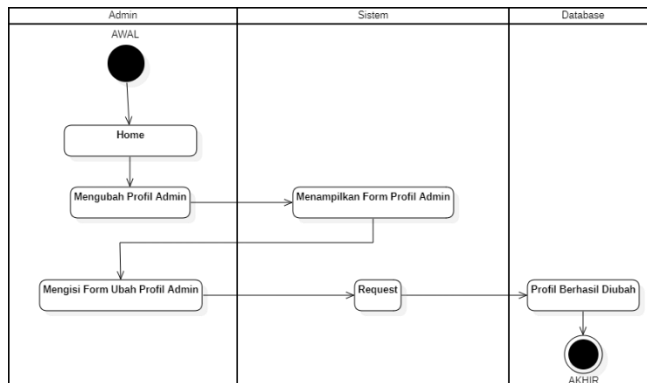 Admin
Sistem
Database
AWAL
Home
Mengubah Profil Admin
Menampilkan Form Profil Admin
Mengisi Form Ubah Profil Admin
Request
Profil Berhasil Diubah
AKHIR